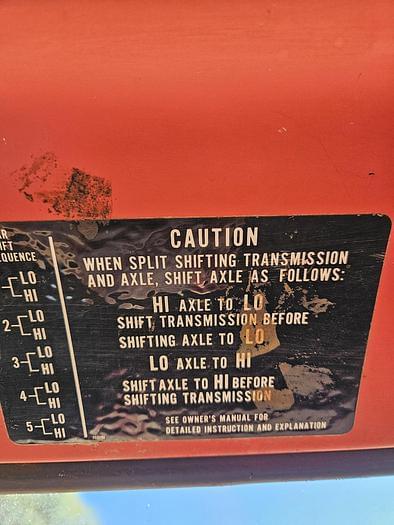 CAUTION
WHEN SPLIT SHIFTING TRANSMISSION
AND AXLE, SHIFT AXLE AS FOLLOWS:
HI AXLE TO LO
SHIFT TRANSMISSION BEFORE
SHIFTING AXLE TO LO
LO AXLE TO HI
SHIFT AXLE TO HI BEFORE
SHIFTING TRANSMISSION
SEE OWNER'S MANUAL FOR
DETAILED INSTRUCTION AND EXPLANATION
LO
HI
2 LO
HI
3 LO
HI
4 LO
HI
5 LO
HI